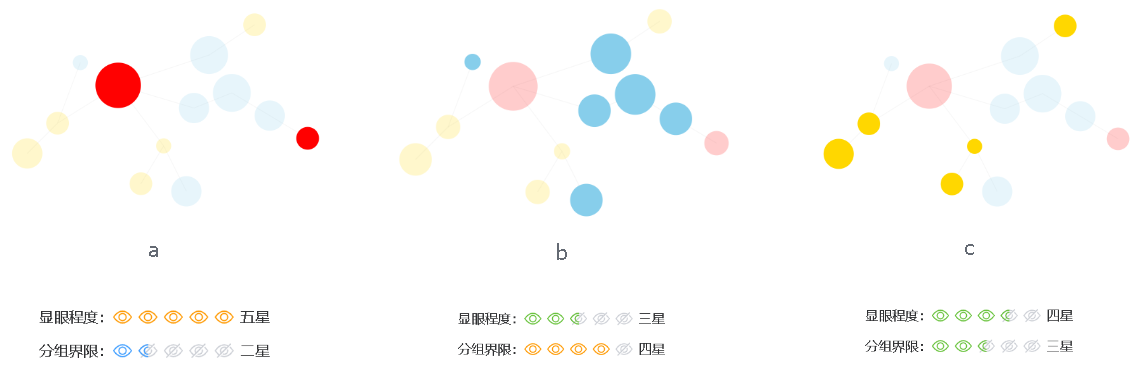 a
b
c
显眼程度: 五星
分组界限: 二星
显眼程度: 三星
分组界限: 四星
显眼程度: 四星
分组界限: 三星